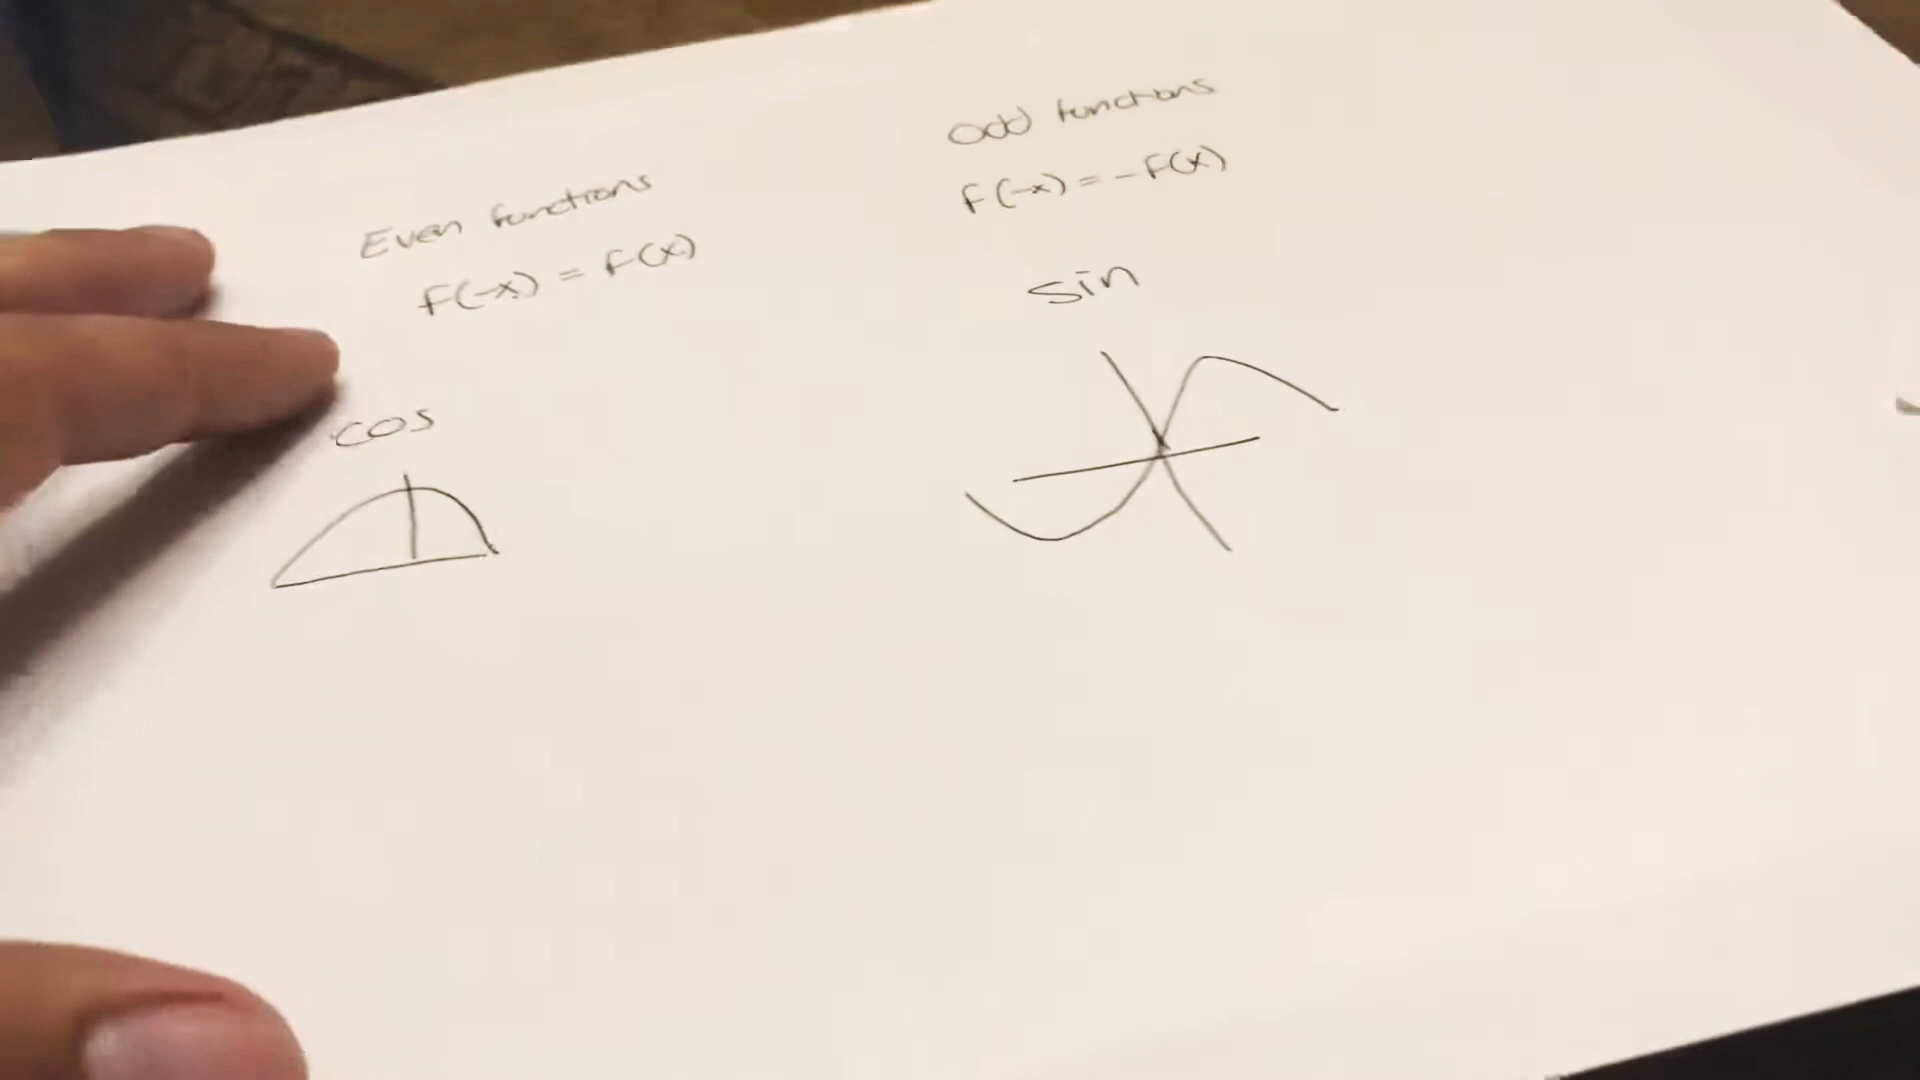 Even functions
f(-x) = f(x)
cos
Odd functions
f(-x) = -f(x)
sin